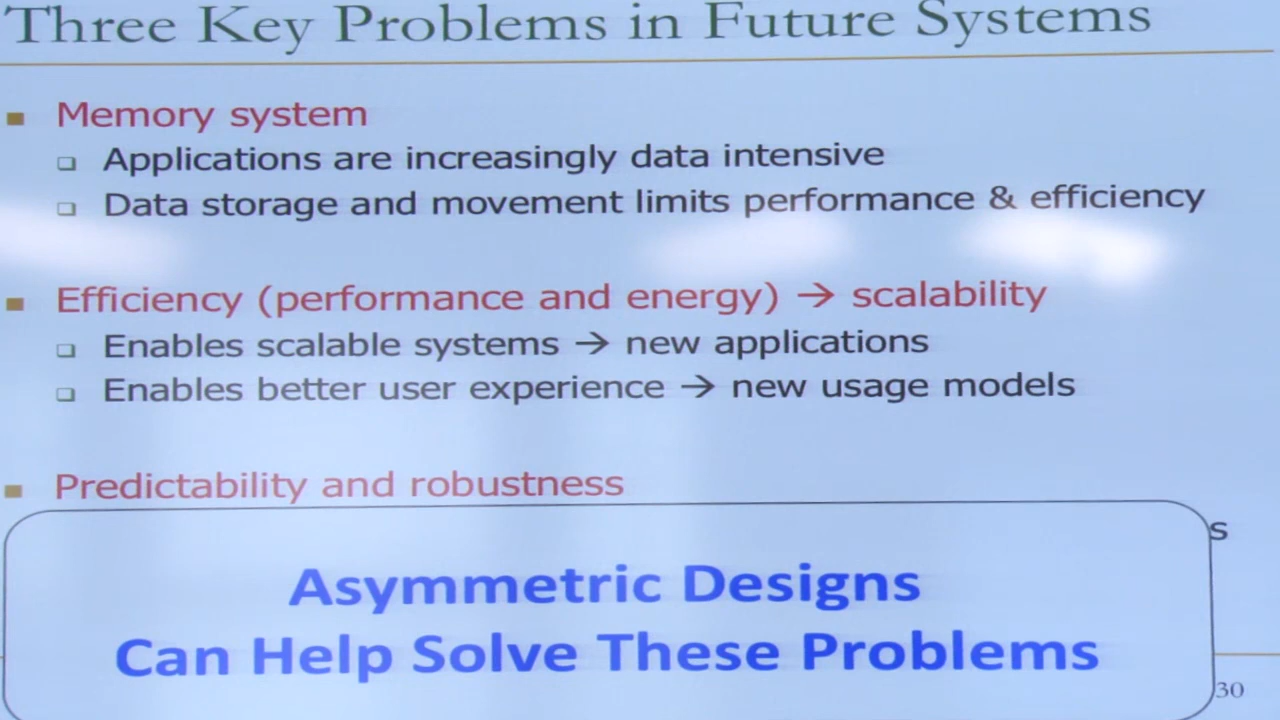 Three Key Problems in Future Systems
Memory system
Applications are increasingly data intensive
Data storage and movement limits performance & efficiency
Efficiency (performance and energy) → scalability
Enables scalable systems → new applications
Enables better user experience → new usage models
Predictability and robustness
s
Asymmetric Designs
Can Help Solve These Problems
30